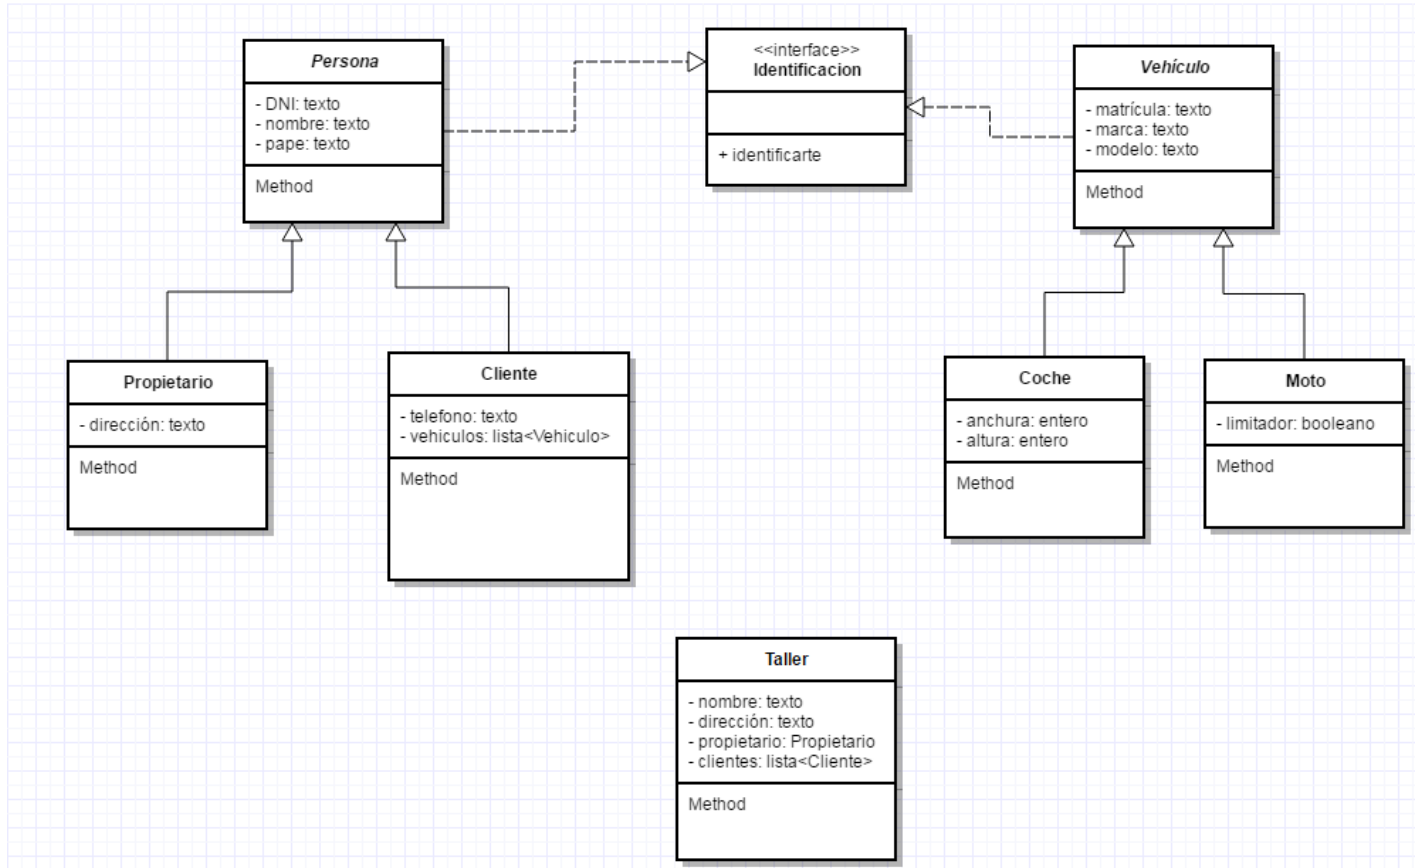 Persona
- DNI: texto
- nombre: texto
- pape: texto
Method
<<interface>>
Identificacion
+ identificarte
Vehículo
- matrícula: texto
- marca: texto
- modelo: texto
Method
Propietario
- dirección: texto
Method
Cliente
- telefono: texto
- vehiculos: lista<Vehiculo>
Method
Coche
- anchura: entero
- altura: entero
Method
Moto
- limitador: booleano
Method
Taller
- nombre: texto
- dirección: texto
- propietario: Propietario
- clientes: lista<Cliente>
Method